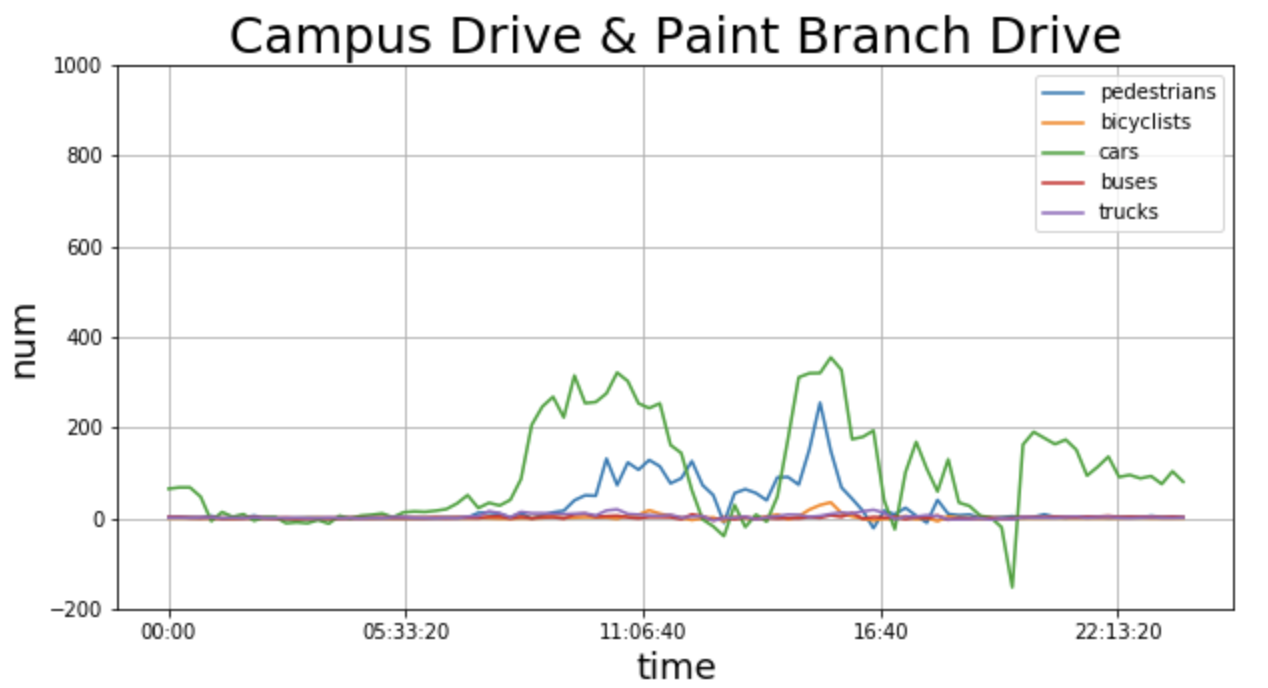 Campus Drive & Paint Branch Drive
1000
800
600
400
200
0
−200
num
pedestrians
bicyclists
cars
buses
trucks
00:00 05:33:20 11:06:40 16:40 22:13:20
time